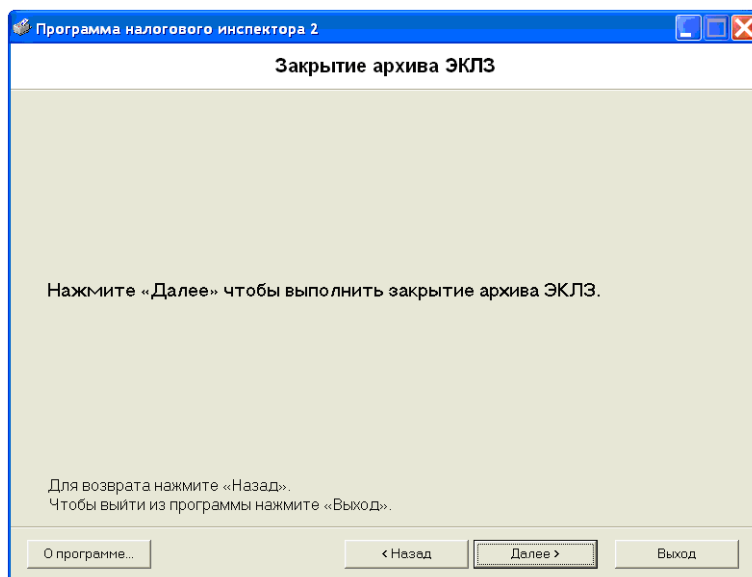 Программа налогового инспектора 2
Закрытие архива ЭКЛЗ
Нажмите «Далее» чтобы выполнить закрытие архива ЭКЛЗ.
Для возврата нажмите «Назад».
Чтобы выйти из программы нажмите «Выход».
О программе... < Назад Далее > Выход